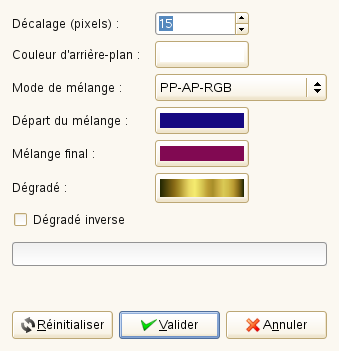 Décalage (pixels) : 15
Couleur d'arrière-plan :
Mode de mélange : PP-AP-RGB
Départ du mélange :
Mélange final :
Dégradé :
Dégradé inverse
Réinitialiser Valider Annuler